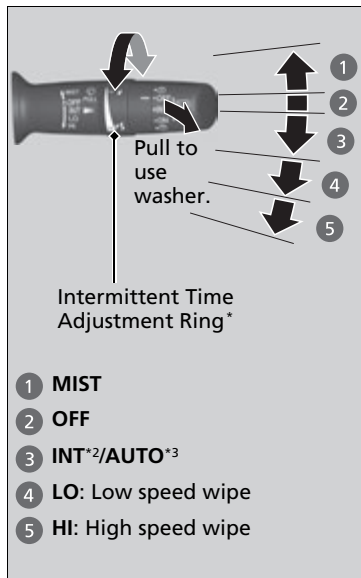 1
2
3
Pull to
use
washer.
4
5
Intermittent Time
Adjustment Ring*
1 MIST
2 OFF
3 INT*2/AUTO*3
4 LO: Low speed wipe
5 HI: High speed wipe